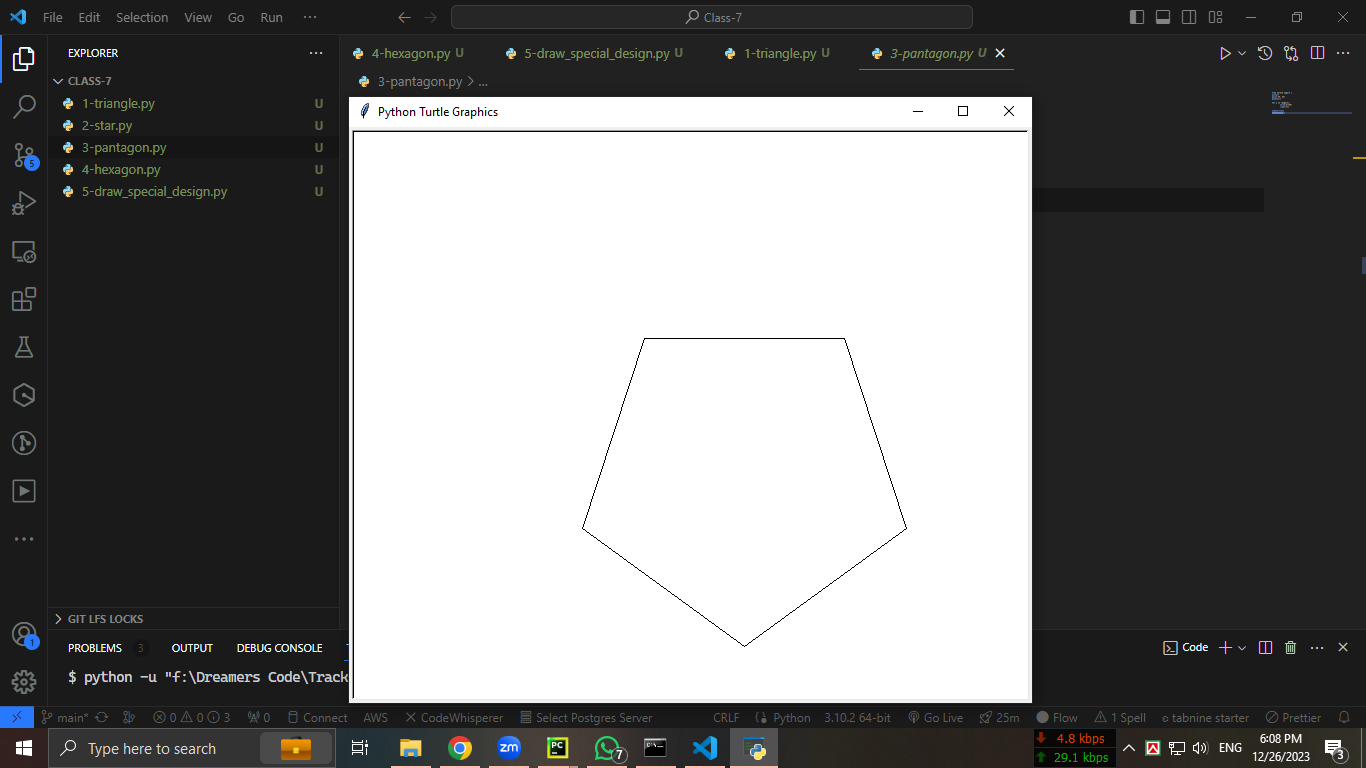 File Edit Selection View Go Run ··· Class-7
EXPLORER ···
4-hexagon.py U 5-draw_special_design.py U 1-triangle.py U 3-pantagon.py U
CLASS-7
3-pantagon.py > ...
1-triangle.py U
2-star.py U
3-pantagon.py U
4-hexagon.py U
5-draw_special_design.py U
5
Python Turtle Graphics
GIT LFS LOCKS
1
PROBLEMS 3 OUTPUT DEBUG CONSOLE
Code
$ python -u "f:\Dreamers Code\Track
main* 0 0 3 0 Connect AWS CodeWhisperer Select Postgres Server CRLF Python 3.10.2 64-bit Go Live 25m Flow 1 Spell tabnine starter Prettier
Type here to search
zm
PC
7
4.8 kbps
29.1 kbps
ENG
6:08 PM
12/26/2023
3